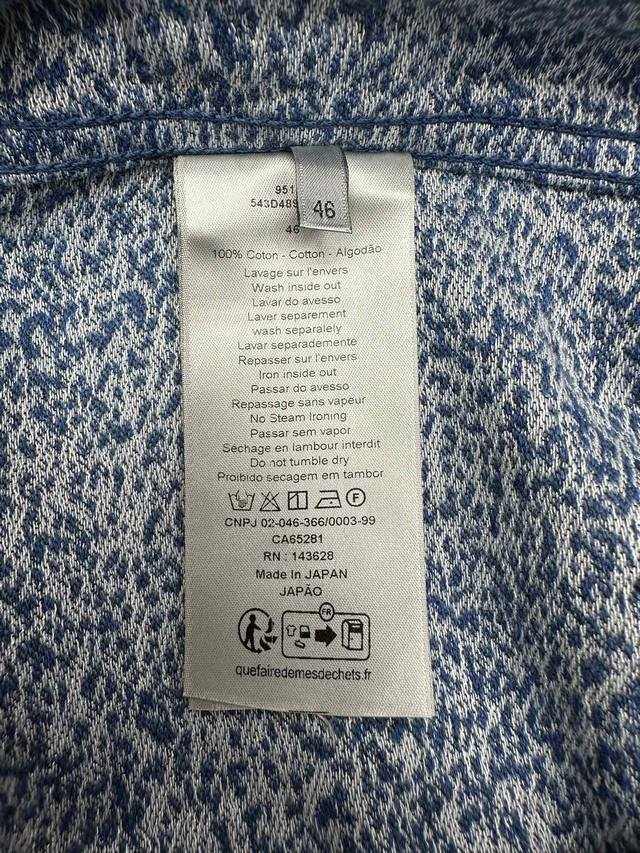 951
543D489
46
46
100% Coton - Cotton - Algodão
Lavage sur l'envers
Wash inside out
Lavar do avesso
Laver separement
wash separalely
Lavar separademente
Repasser sur l'envers
Iron inside out
Passar do avesso
Repassage sans vapeur
No Steam Ironing
Passar sem vapor
Séchage en lambour interdit
Do not tumble dry
Proibido secagem em tambor
F
CNPJ 02-046-366/0003-99
CA65281
RN : 143628
Made In JAPAN
JAPÃO
FR
quefairedemesdechets.fr